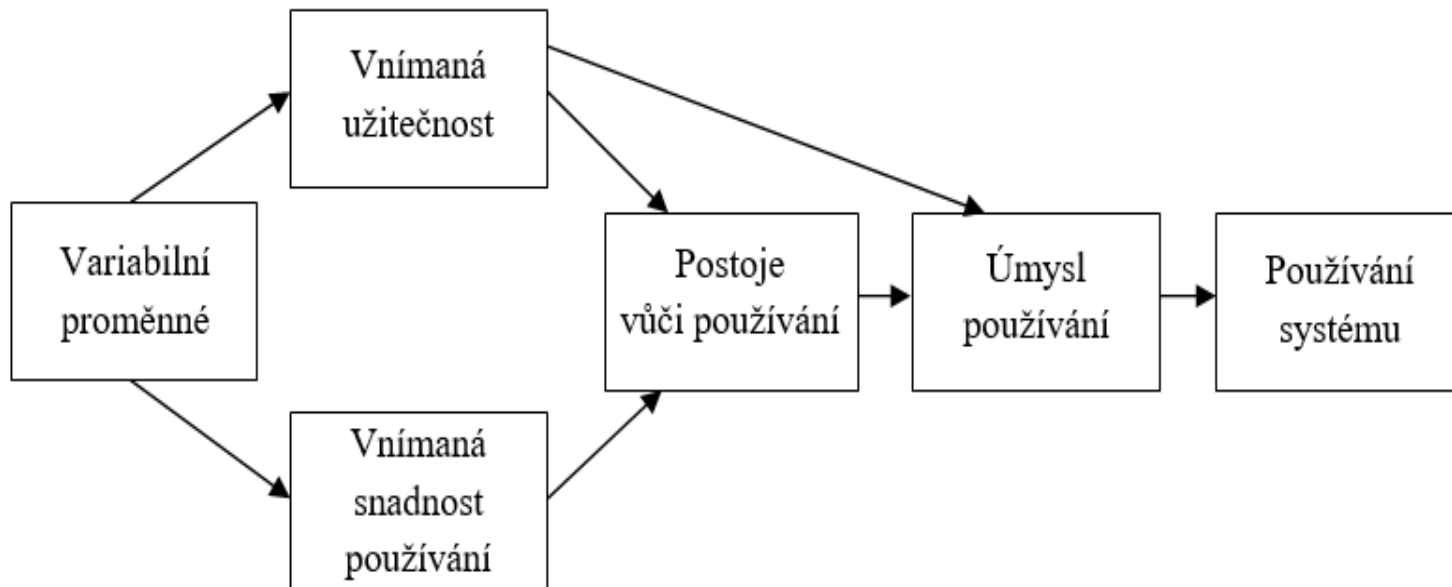 Vnímaná
užitečnost
Variabilní
proměnné
Postoje
vůči používání
Úmysl
používání
Používání
systému
Vnímaná
snadnost
používání